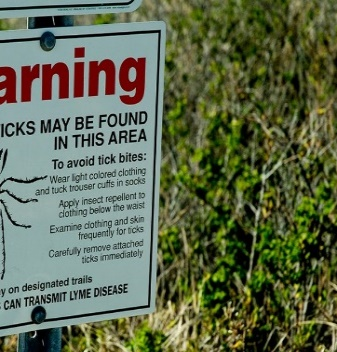 arning
TICKS MAY BE FOUND
IN THIS AREA
To avoid tick bites:
Wear light colored clothing
and tuck trouser cuffs in socks
Apply insect repellent to
clothing below the waist
Examine clothing and skin
frequently for ticks
Carefully remove attached
ticks immediately
y on designated trails
S CAN TRANSMIT LYME DISEASE